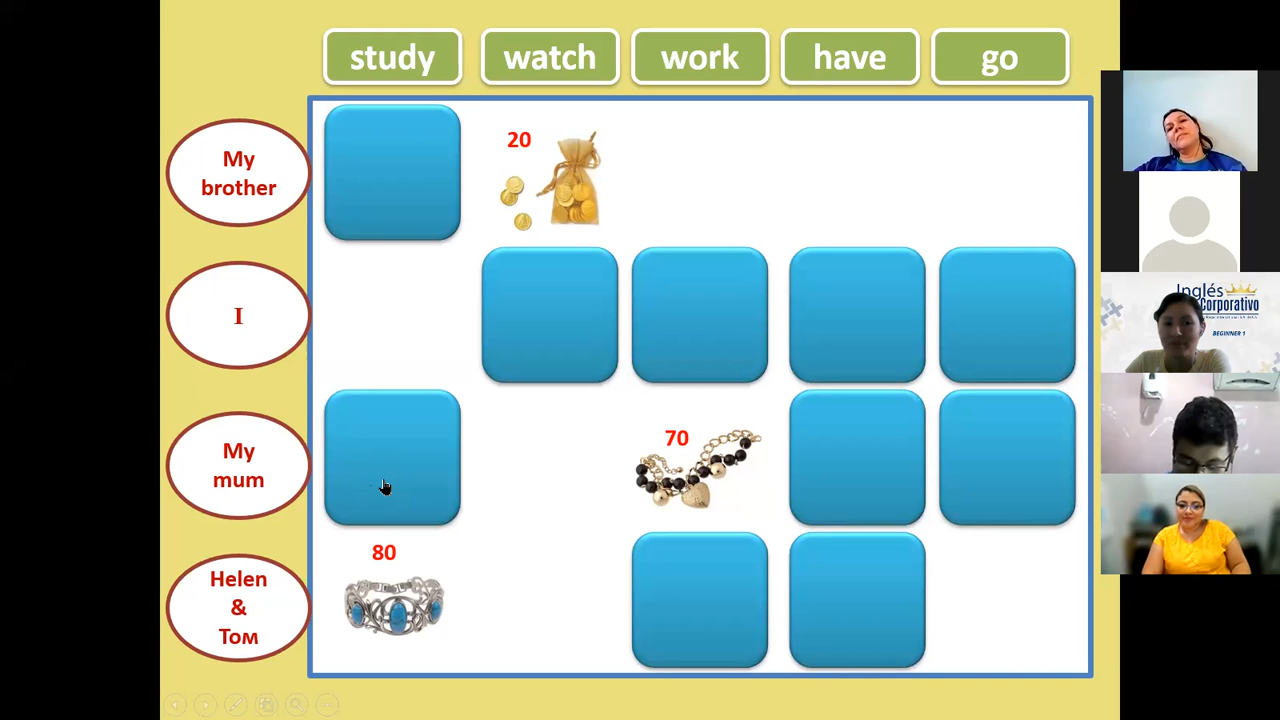 study
watch
work
have
go
My
brother
20
I
My
mum
70
Helen
&
Tom
80
Inglés
Corporativo
BEGINNER 1